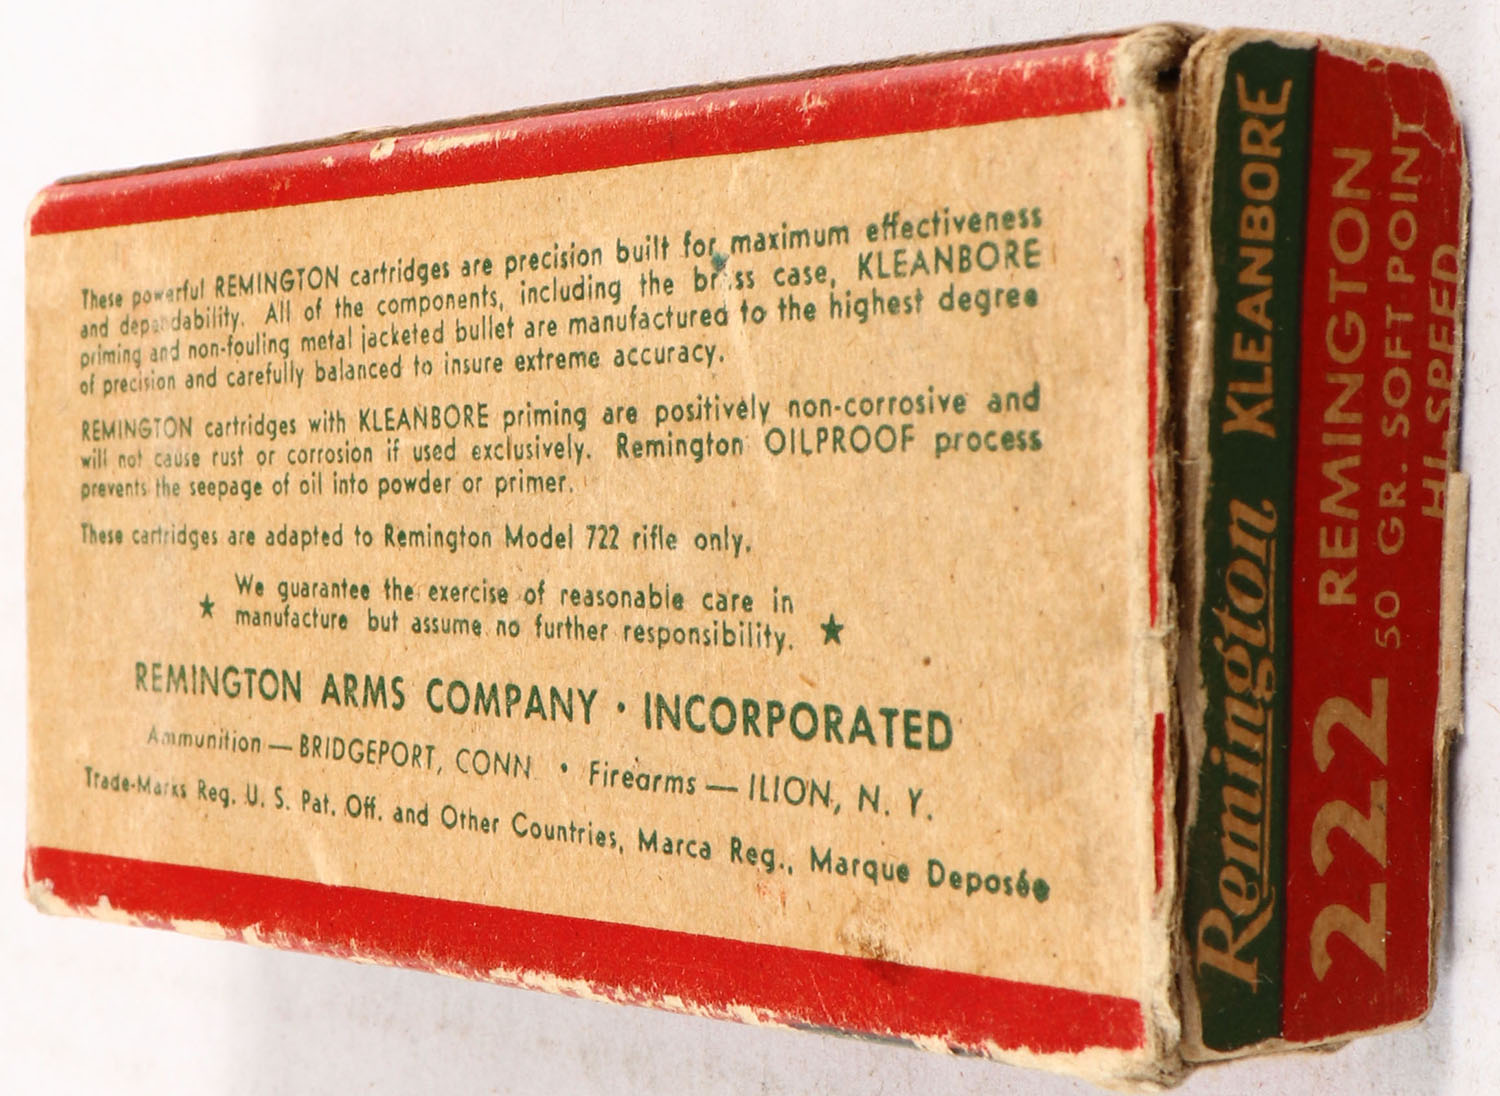 These powerful REMINGTON cartridges are precision built for maximum effectiveness
and dependability. All of the components, including the brass case, KLEANBORE
priming and non-fouling metal jacketed bullet are manufactured to the highest degree
of precision and carefully balanced to insure extreme accuracy.
REMINGTON cartridges with KLEANBORE priming are positively non-corrosive and
will not cause rust or corrosion if used exclusively. Remington OILPROOF process
prevents the seepage of oil into powder or primer.
These cartridges are adapted to Remington Model 722 rifle only.
We guarantee the exercise of reasonable care in
★ manufacture but assume no further responsibility. ★
REMINGTON ARMS COMPANY · INCORPORATED
Ammunition — BRIDGEPORT, CONN. • Firearms — ILION, N. Y.
Trade-Marks Reg. U. S. Pat. Off. and Other Countries, Marca Reg., Marque Deposée
Remington KLEANBORE
222 REMINGTON
50 GR. SOFT POINT
HI-SPEED